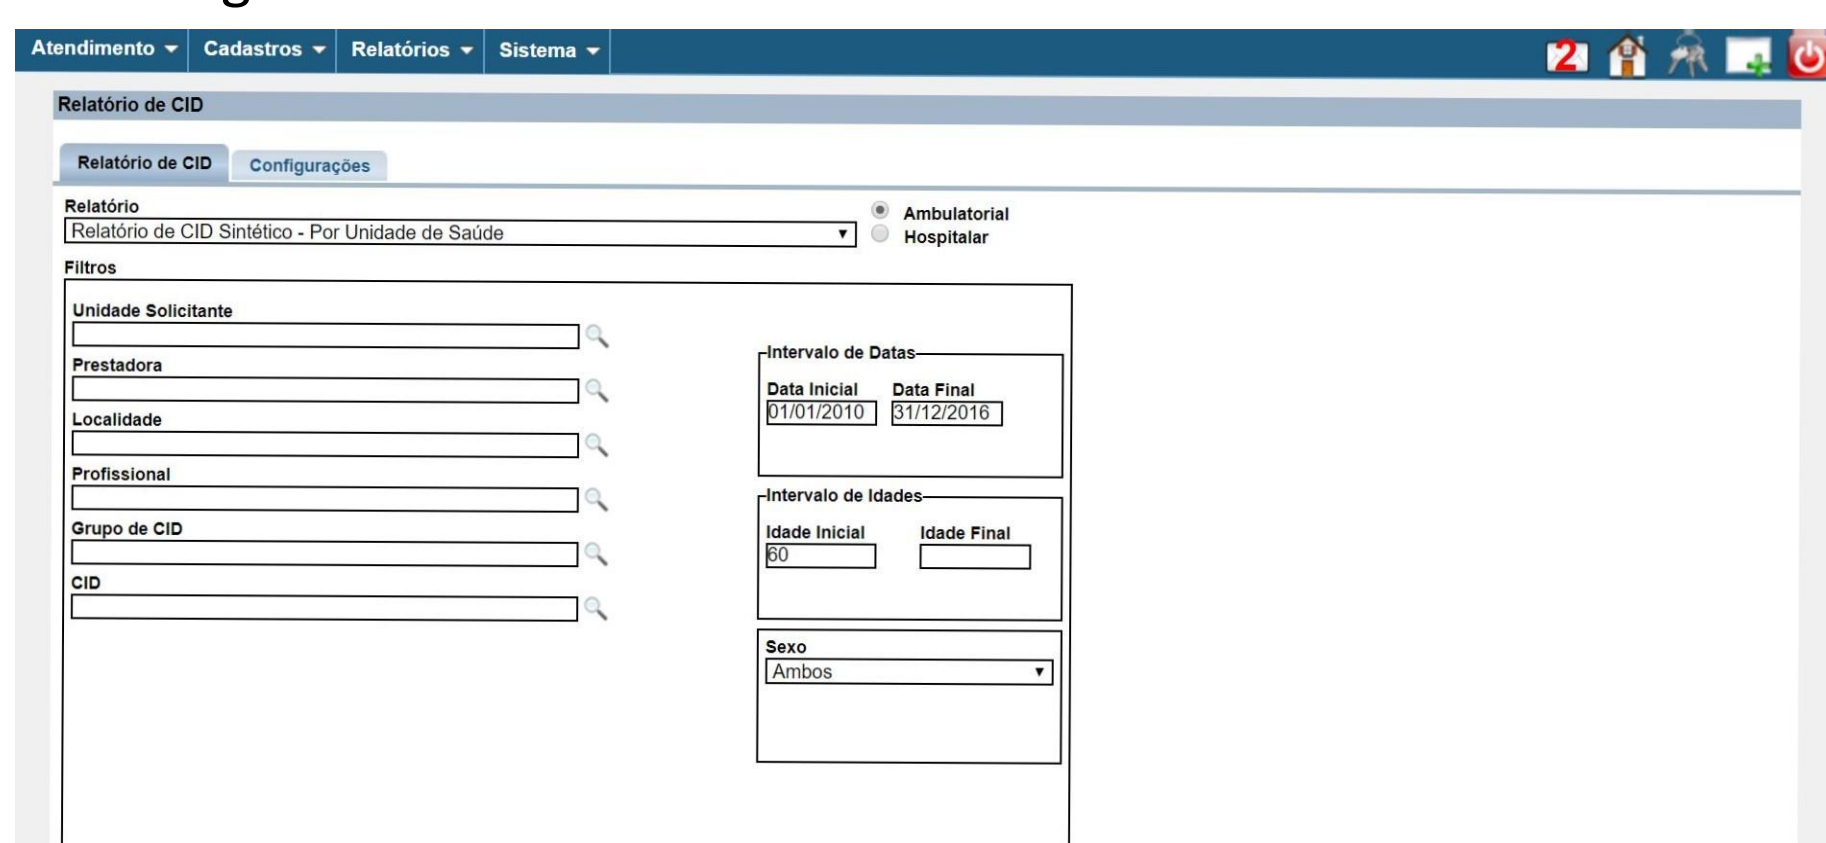 g
Atendimento Cadastros Relatórios Sistema 2
Relatório de CID
Relatório de CID Configurações
Relatório
Relatório de CID Sintético - Por Unidade de Saúde
Ambulatorial
Hospitalar
Filtros
Unidade Solicitante
Prestadora
Localidade
Profissional
Grupo de CID
CID
Intervalo de Datas
Data Inicial Data Final
01/01/2010 31/12/2016
Intervalo de Idades
Idade Inicial Idade Final
60
Sexo
Ambos